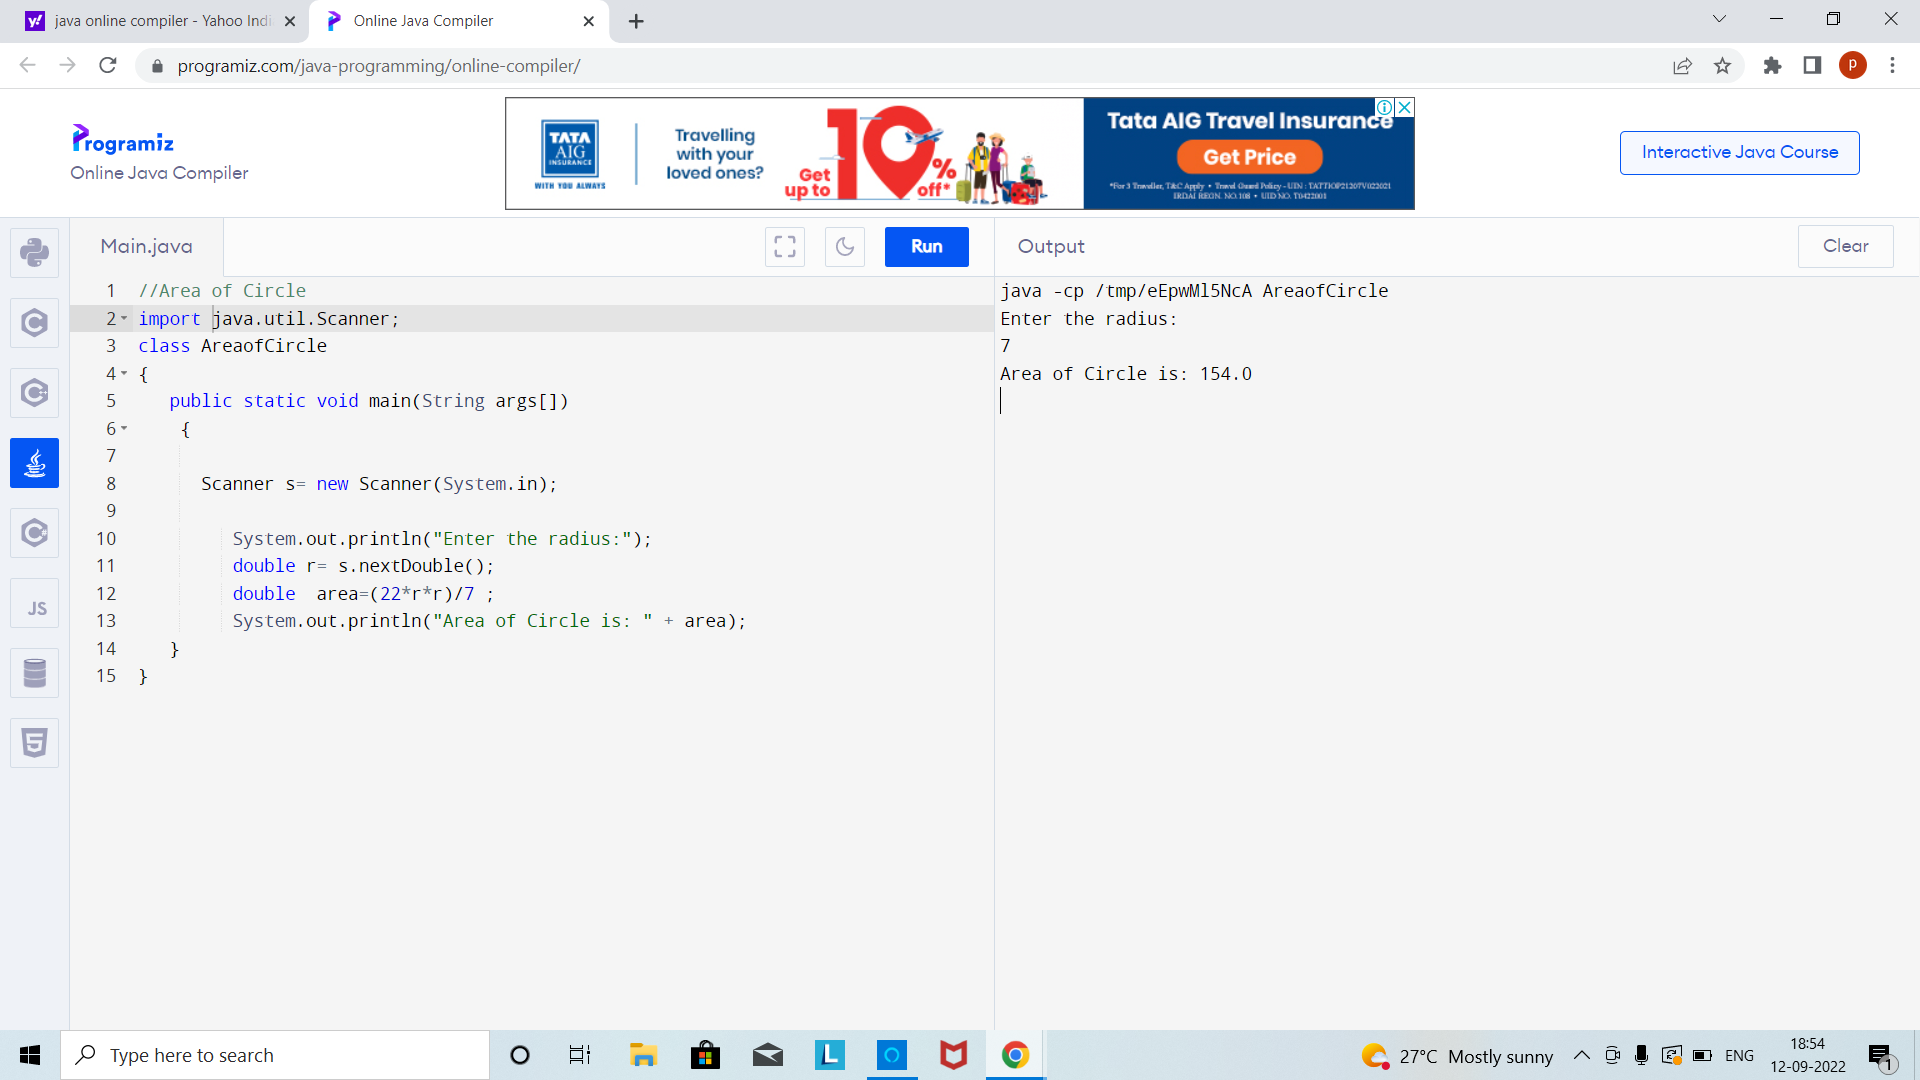 java online compiler - Yahoo Indi
Online Java Compiler
programiz.com/java-programming/online-compiler/
P
Programiz
Online Java Compiler
TATA
AIG
INSURANCE
WITH YOU ALWAYS
Travelling
with your
loved ones?
Get
up to
10%
off*
Tata AIG Travel Insurance
Get Price
*For 3 Traveller, T&C Apply • Travel Guard Policy - UIN : TATTIOP21207V022021
IRDAI REGN. NO. 108 • UID NO. T0422001
Interactive Java Course
Main.java
Run
Output
Clear
1 //Area of Circle
2 import java.util.Scanner;
3 class AreaofCircle
4 {
5 public static void main(String args[])
6 {
7
8 Scanner s= new Scanner(System.in);
9
10 System.out.println("Enter the radius:");
11 double r= s.nextDouble();
12 double  area=(22*r*r)/7 ;
13 System.out.println("Area of Circle is: " + area);
14 }
15 }
java -cp /tmp/eEpwMl5NcA AreaofCircle
Enter the radius:
7
Area of Circle is: 154.0
JS
Type here to search
L
27°C Mostly sunny
ENG
18:54
12-09-2022
1